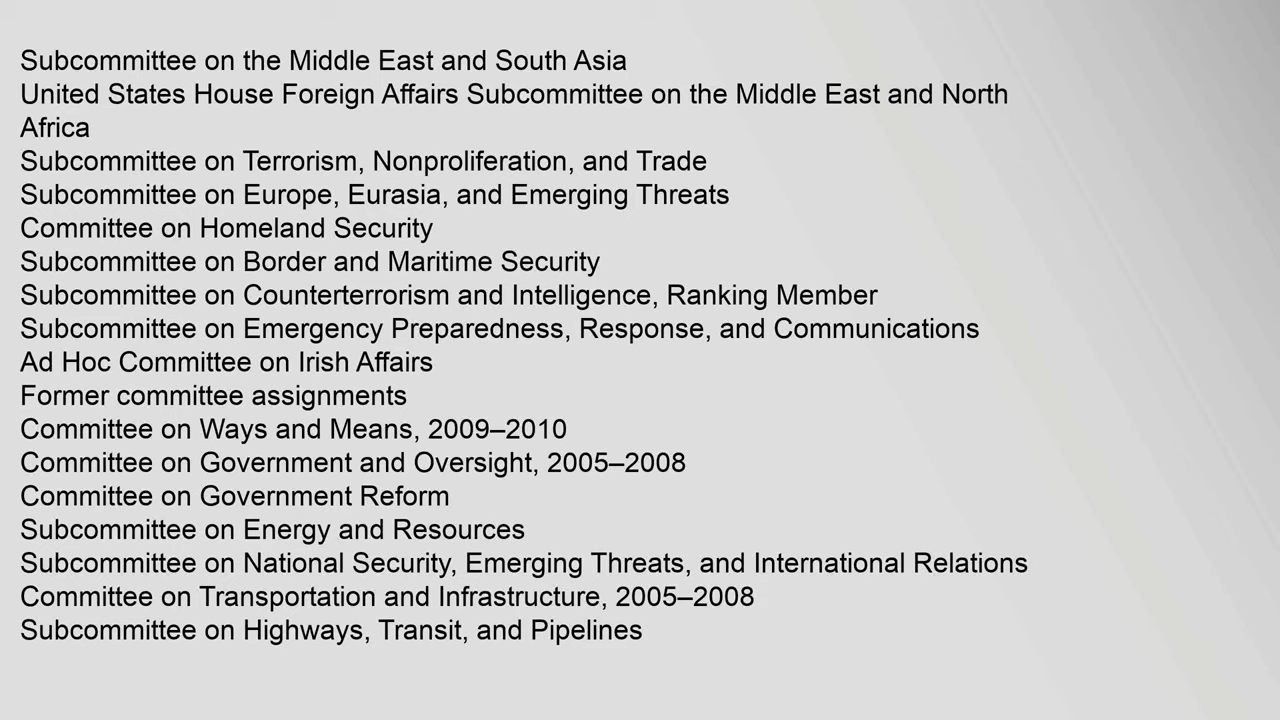 Subcommittee on the Middle East and South Asia
United States House Foreign Affairs Subcommittee on the Middle East and North
Africa
Subcommittee on Terrorism, Nonproliferation, and Trade
Subcommittee on Europe, Eurasia, and Emerging Threats
Committee on Homeland Security
Subcommittee on Border and Maritime Security
Subcommittee on Counterterrorism and Intelligence, Ranking Member
Subcommittee on Emergency Preparedness, Response, and Communications
Ad Hoc Committee on Irish Affairs
Former committee assignments
Committee on Ways and Means, 2009–2010
Committee on Government and Oversight, 2005–2008
Committee on Government Reform
Subcommittee on Energy and Resources
Subcommittee on National Security, Emerging Threats, and International Relations
Committee on Transportation and Infrastructure, 2005–2008
Subcommittee on Highways, Transit, and Pipelines